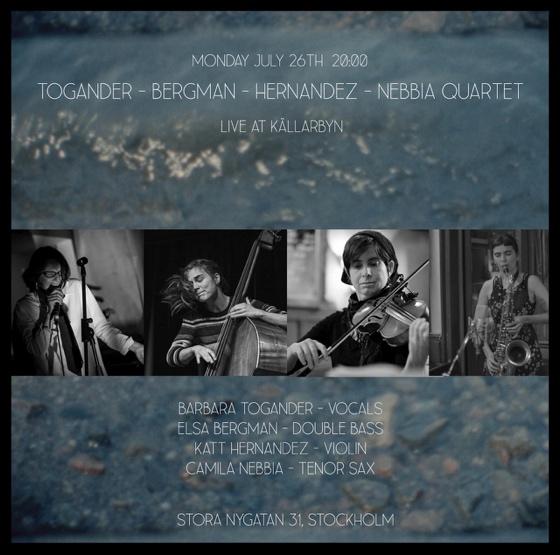 MONDAY JULY 26TH 20:00
TOGANDER - BERGMAN - HERNANDEZ - NEBBIA QUARTET
LIVE AT KÄLLARBYN
BARBARA TOGANDER - VOCALS
ELSA BERGMAN - DOUBLE BASS
KATT HERNANDEZ - VIOLIN
CAMILA NEBBIA - TENOR SAX
STORA NYGATAN 31, STOCKHOLM